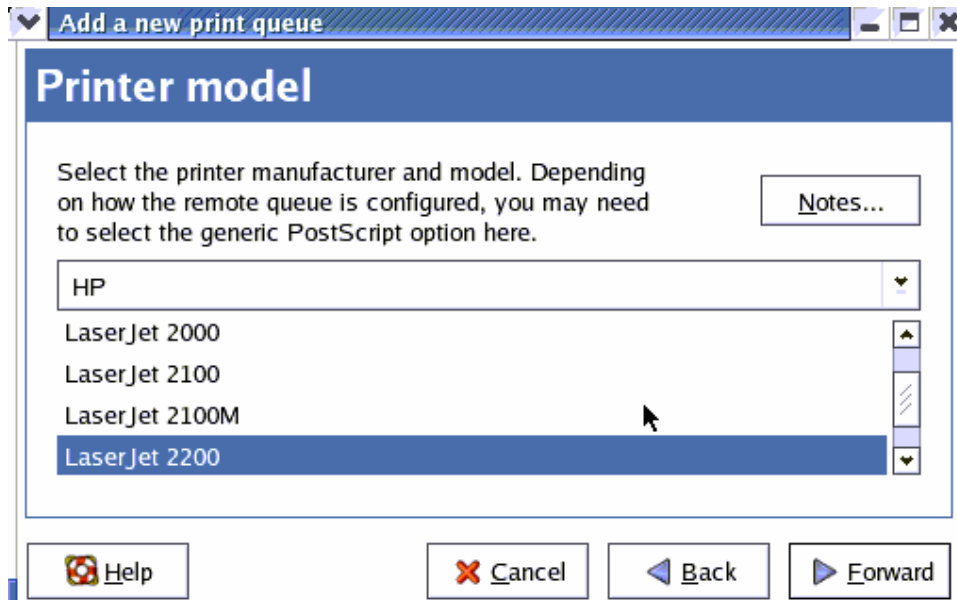 Add a new print queue
Printer model
Select the printer manufacturer and model. Depending
on how the remote queue is configured, you may need
to select the generic PostScript option here.
Notes...
HP
LaserJet 2000
LaserJet 2100
LaserJet 2100M
LaserJet 2200
Help
Cancel
Back
Forward